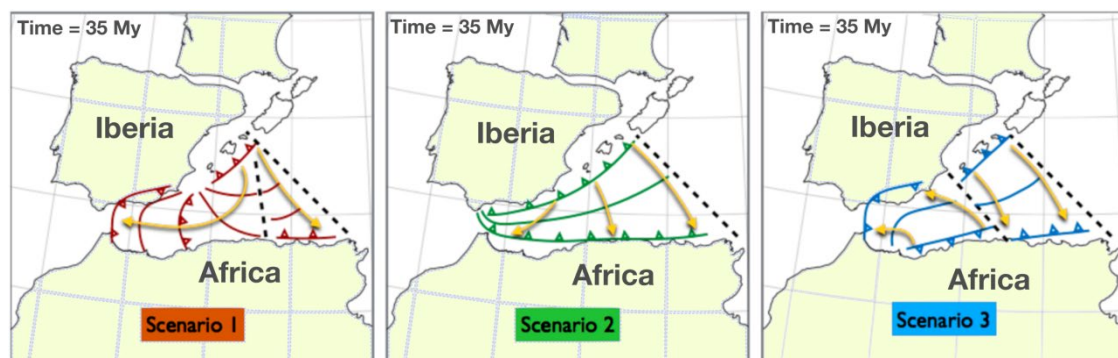 Time = 35 My
Iberia
Africa
Scenario 1
Time = 35 My
Iberia
Africa
Scenario 2
Time = 35 My
Iberia
Africa
Scenario 3